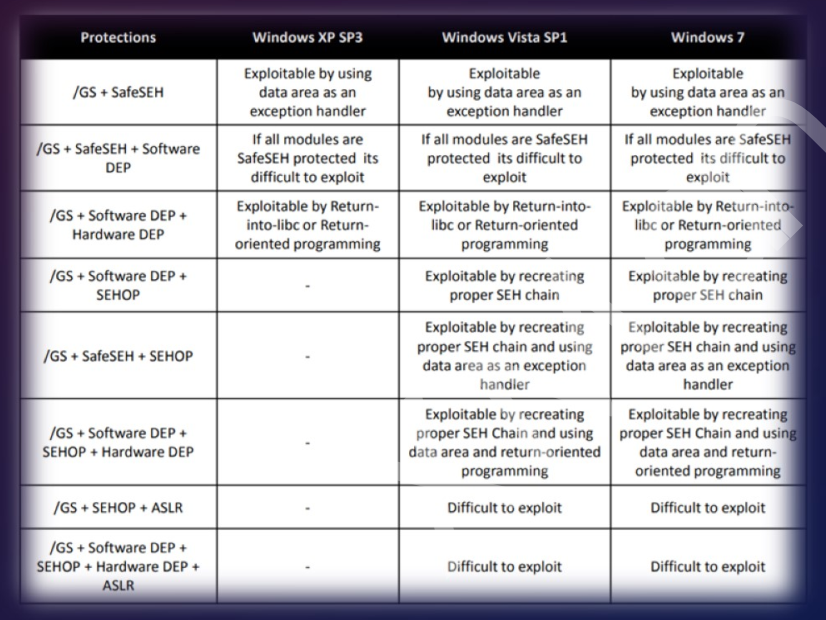 Protections Windows XP SP3 Windows Vista SP1 Windows 7
/GS + SafeSEH
Exploitable by using
data area as an
exception handler
Exploitable
by using data area as an
exception handler
Exploitable
by using data area as an
exception handler
/GS + SafeSEH + Software
DEP
If all modules are
SafeSEH protected its
difficult to exploit
If all modules are SafeSEH
protected its difficult to
exploit
If all modules are SafeSEH
protected its difficult to
exploit
/GS + Software DEP +
Hardware DEP
Exploitable by Return-
into-libc or Return-
oriented programming
Exploitable by Return-into-
libc or Return-oriented
programming
Exploitable by Return-into-
libc or Return-oriented
programming
/GS + Software DEP +
SEHOP
-
Exploitable by recreating
proper SEH chain
Exploitable by recreating
proper SEH chain
/GS + SafeSEH + SEHOP
-
Exploitable by recreating
proper SEH chain and using
data area as an exception
handler
Exploitable by recreating
proper SEH chain and using
data area as an exception
handler
/GS + Software DEP +
SEHOP + Hardware DEP
-
Exploitable by recreating
proper SEH Chain and using
data area and return-oriented
programming
Exploitable by recreating
proper SEH Chain and using
data area and return-
oriented programming
/GS + SEHOP + ASLR
-
Difficult to exploit
Difficult to exploit
/GS + Software DEP +
SEHOP + Hardware DEP +
ASLR
-
Difficult to exploit
Difficult to exploit